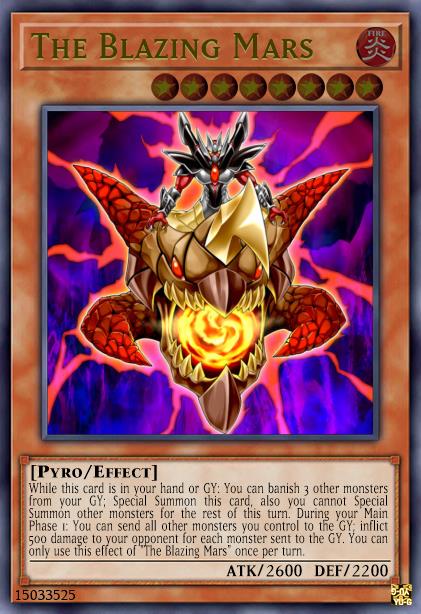 THE BLAZING MARS
FIRE
炎
[PYRO/EFFECT]
While this card is in your hand or GY: You can banish 3 other monsters
from your GY; Special Summon this card, also you cannot Special
Summon other monsters for the rest of this turn. During your Main
Phase 1: You can send all other monsters you control to the GY; inflict
500 damage to your opponent for each monster sent to the GY. You can
only use this effect of "The Blazing Mars" once per turn.
ATK/2600 DEF/2200
15033525